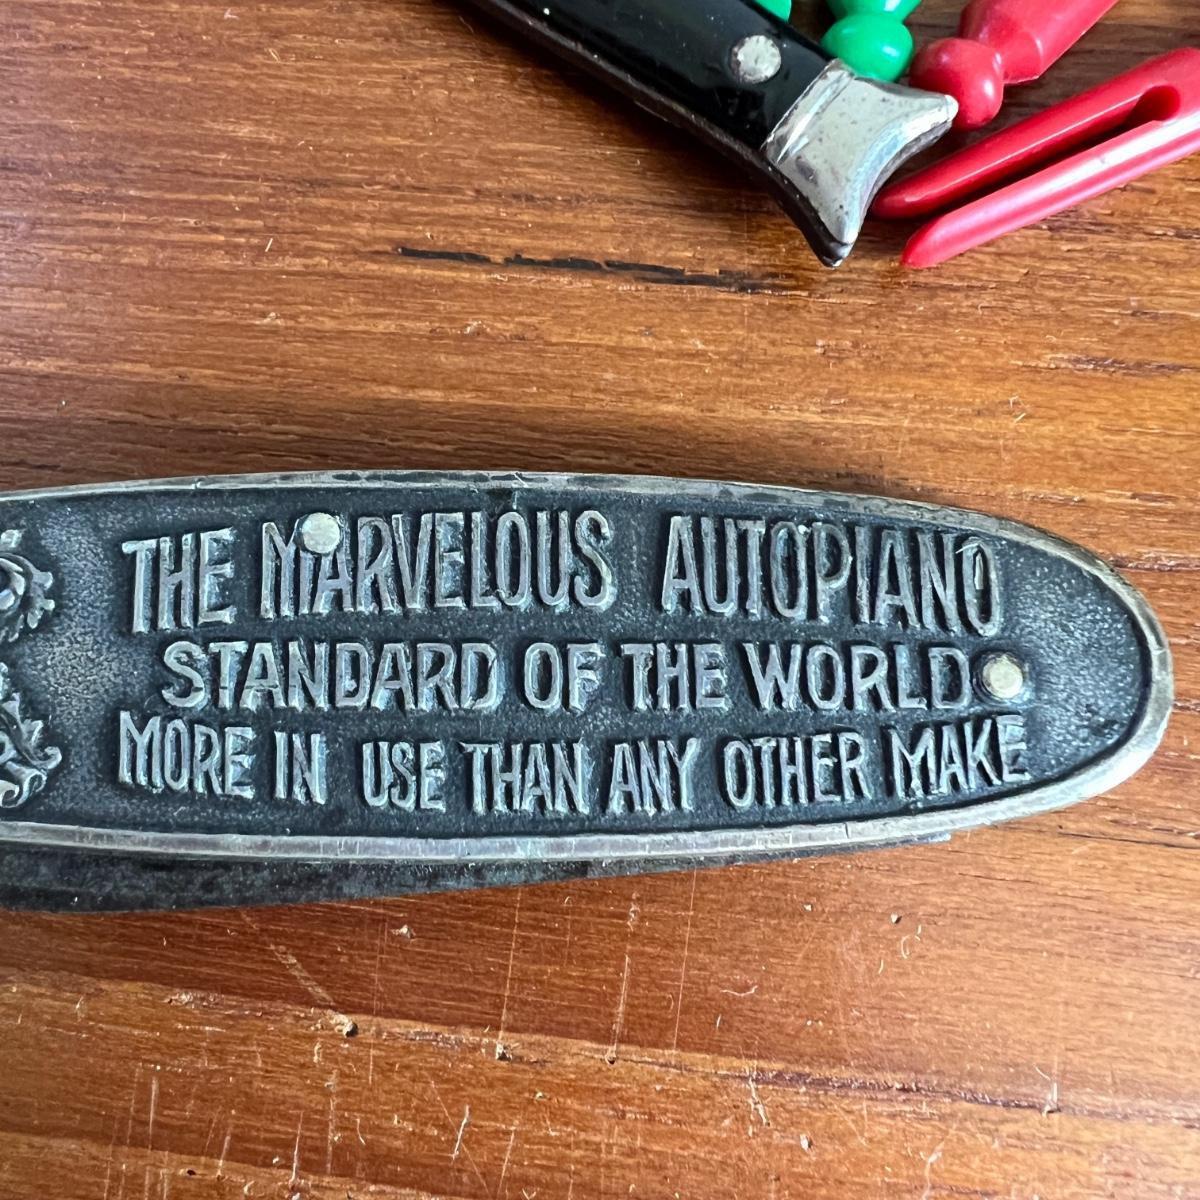 THE MARVELOUS AUTOPIANO
STANDARD OF THE WORLD
MORE IN USE THAN ANY OTHER MAKE